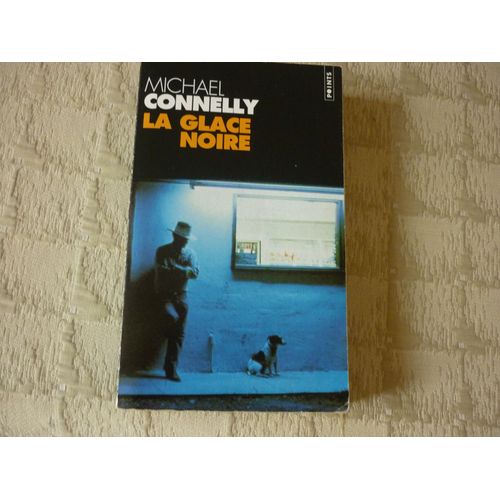 MICHAEL
CONNELLY
LA GLACE
NOIRE
POINTS